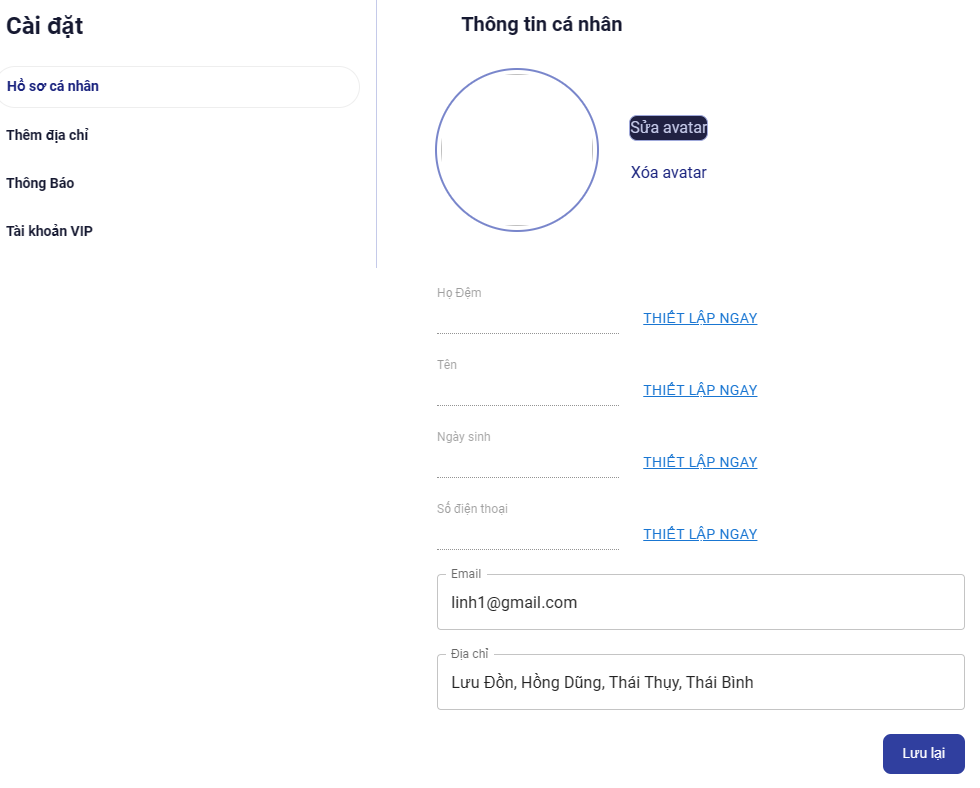 Cài đặt
Hồ sơ cá nhân
Thêm địa chỉ
Thông Báo
Tài khoản VIP
Thông tin cá nhân
Sửa avatar
Xóa avatar
Họ Đệm
THIẾT LẬP NGAY
Tên
THIẾT LẬP NGAY
Ngày sinh
THIẾT LẬP NGAY
Số điện thoại
THIẾT LẬP NGAY
Email
linh1@gmail.com
Địa chỉ
Lưu Đồn, Hồng Dũng, Thái Thụy, Thái Bình
Lưu lại